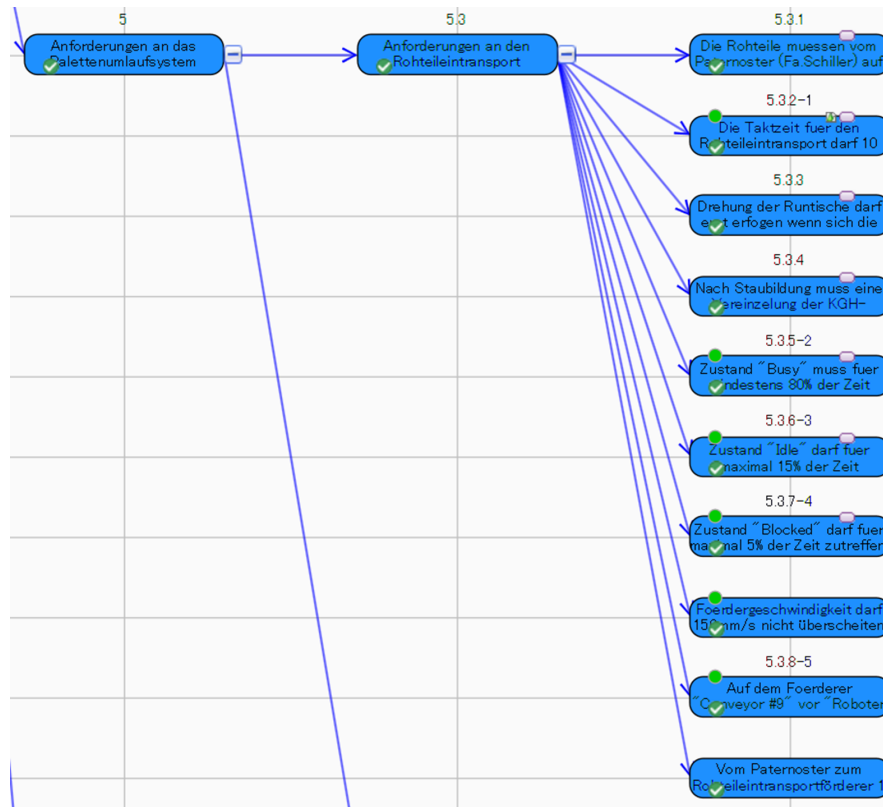 5
5.3
5.3.1
Anforderungen an das
Palettenumlaufsystem
Anforderungen an den
Rohteileintransport
Die Rohteile muessen vom
Paternoster (Fa.Schiller) auf
5.3.2-1
Die Taktzeit fuer den
Rohteileintransport darf 10
5.3.3
Drehung der Runtische darf
erst erfogen wenn sich die
5.3.4
Nach Staubildung muss eine
Vereinzelung der KGH-
5.3.5-2
Zustand "Busy" muss fuer
mindestens 80% der Zeit
5.3.6-3
Zustand "Idle" darf fuer
maximal 15% der Zeit
5.3.7-4
Zustand "Blocked" darf fuer
maximal 5% der Zeit zutreffen
Foerdergeschwindigkeit darf
150mm/s nicht überscheiten
5.3.8-5
Auf dem Foerderer
"Conveyor #9" vor "Roboter
Vom Paternoster zum
Rohteileintransportförderer 1